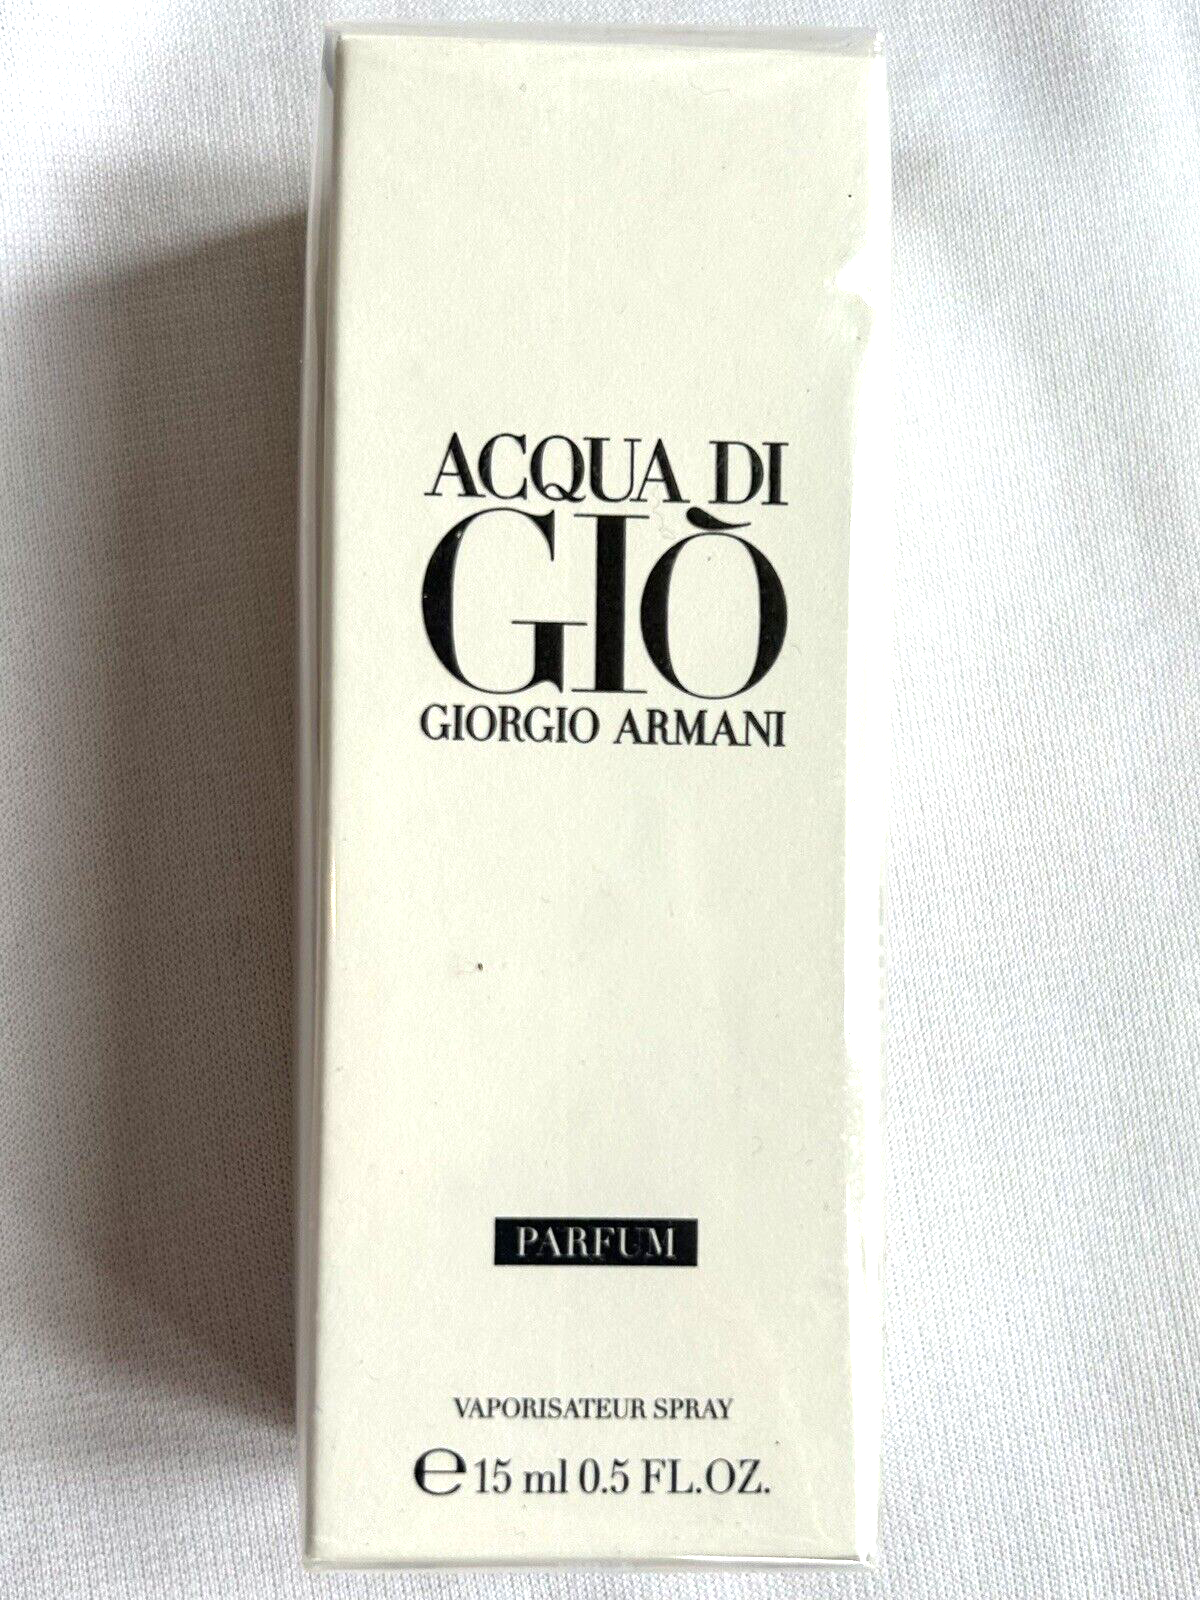 ACQUA DI
GIÒ
GIORGIO ARMANI
PARFUM
VAPORISATEUR SPRAY
℮ 15 ml 0.5 FL.OZ.